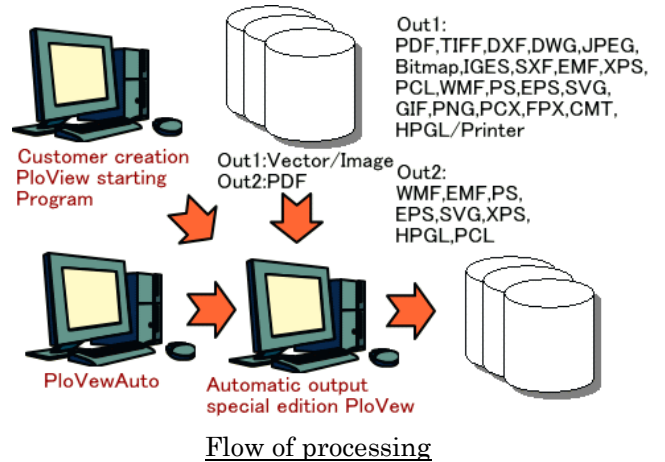 Out1:
PDF,TIFF,DXF,DWG,JPEG,
Bitmap,IGES,SXF,EMF,XPS,
PCL,WMF,PS,EPS,SVG,
GIF,PNG,PCX,FPX,CMT,
HPGL/Printer
Customer creation
PloView starting
Program
Out1:Vector/Image
Out2:PDF
Out2:
WMF,EMF,PS,
EPS,SVG,XPS,
HPGL,PCL
PloVewAuto
Automatic output
special edition PloVew
Flow of processing